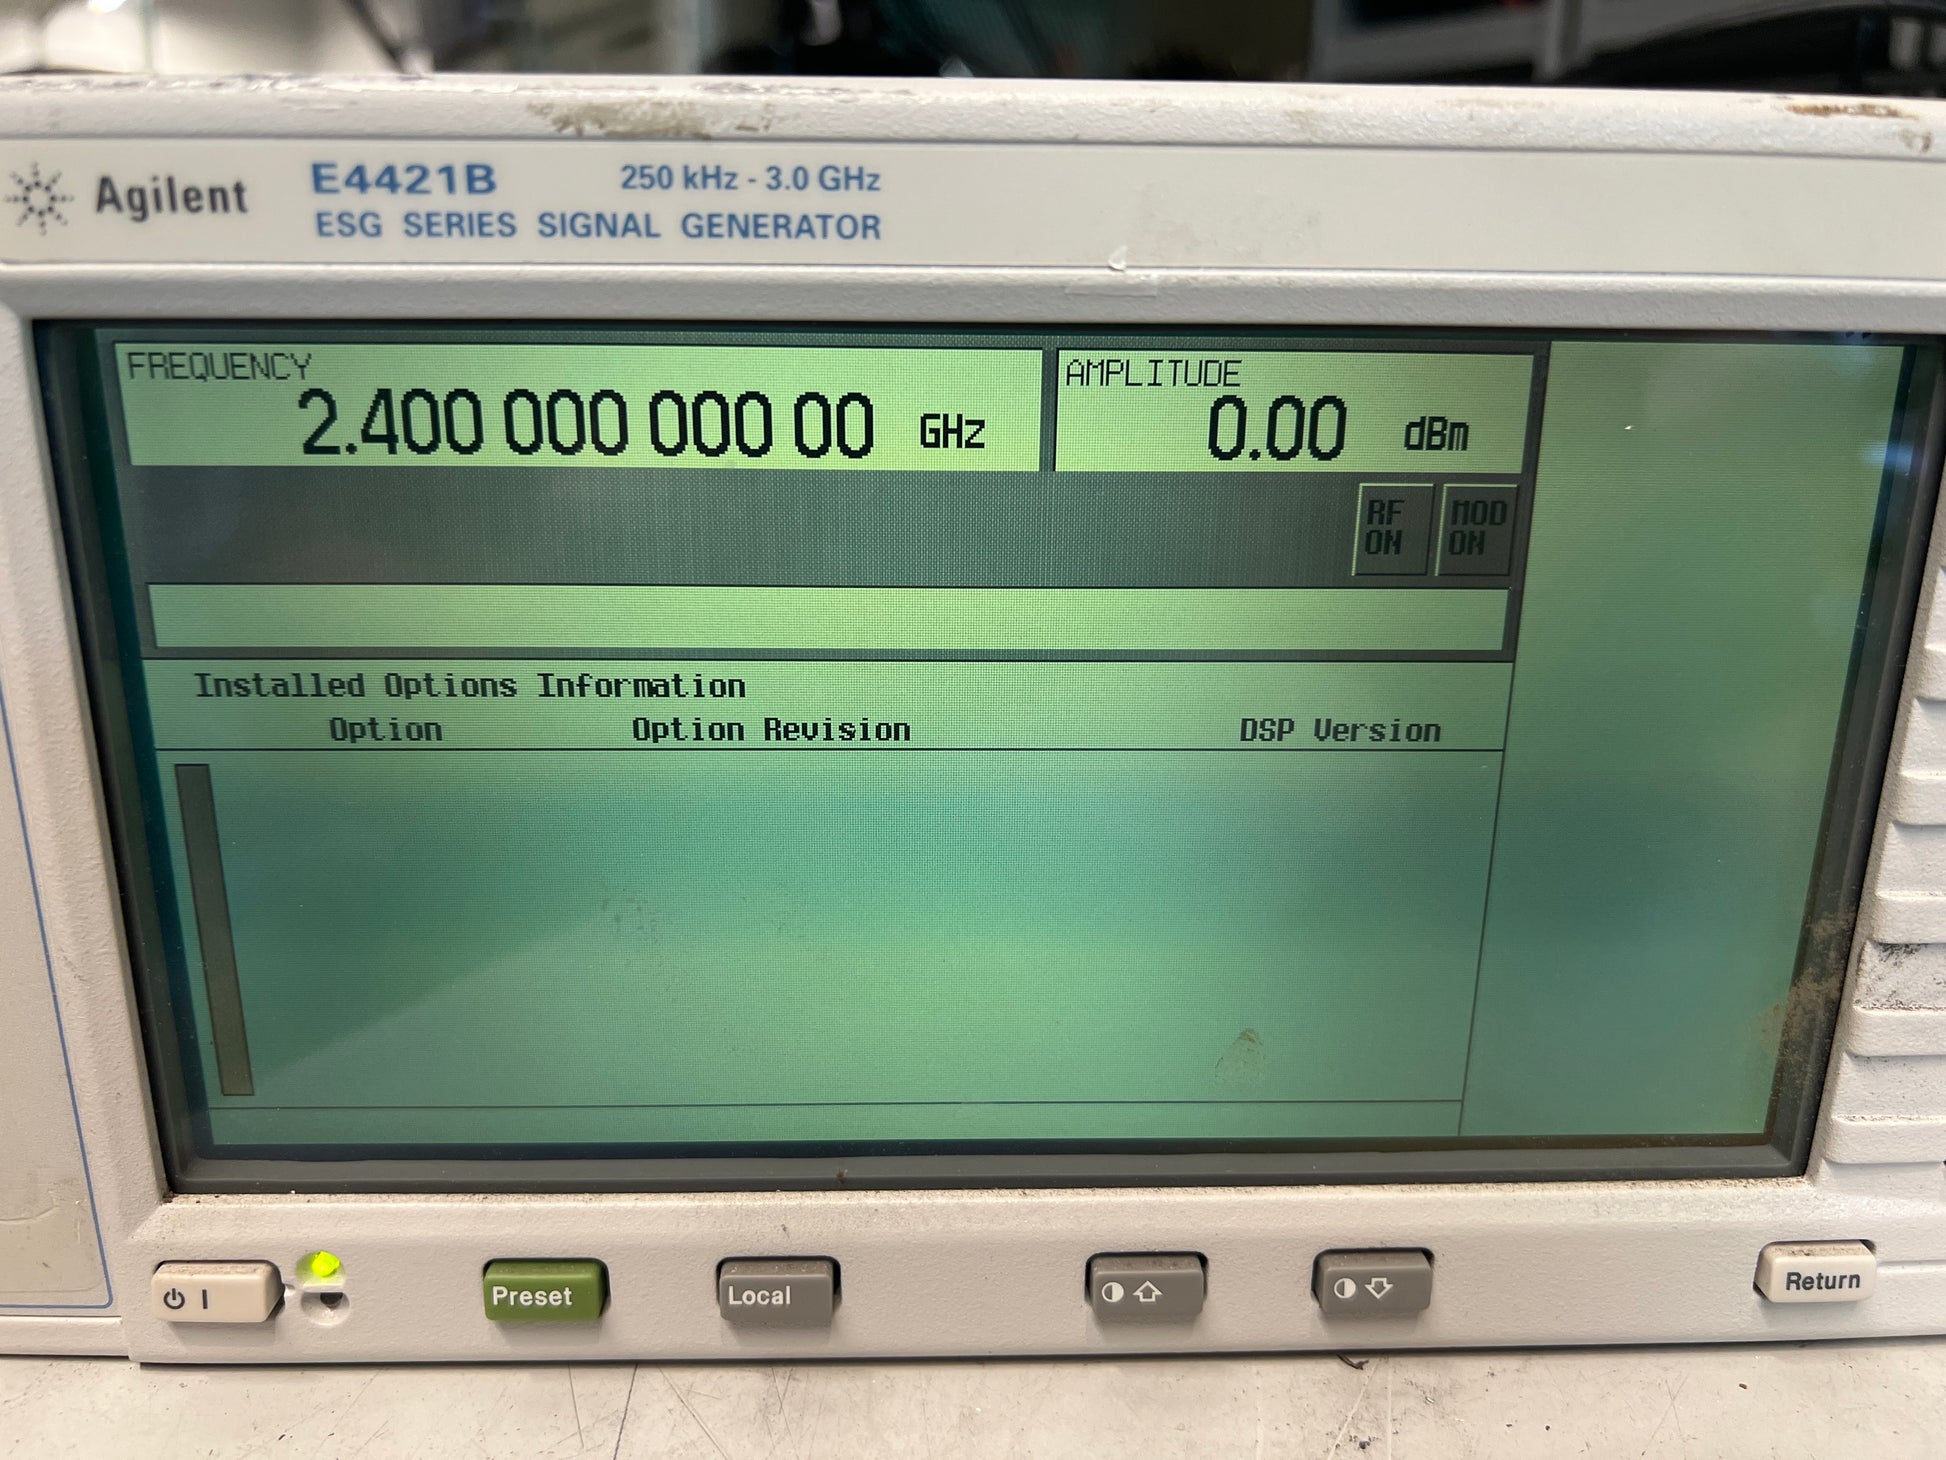 Agilent
E4421B 250 kHz - 3.0 GHz
ESG SERIES SIGNAL GENERATOR
FREQUENCY
2.400 000 000 00 GHz
AMPLITUDE
0.00 dBm
RF
ON
MOD
ON
Installed Options Information
Option Option Revision DSP Version
Preset
Local
Return